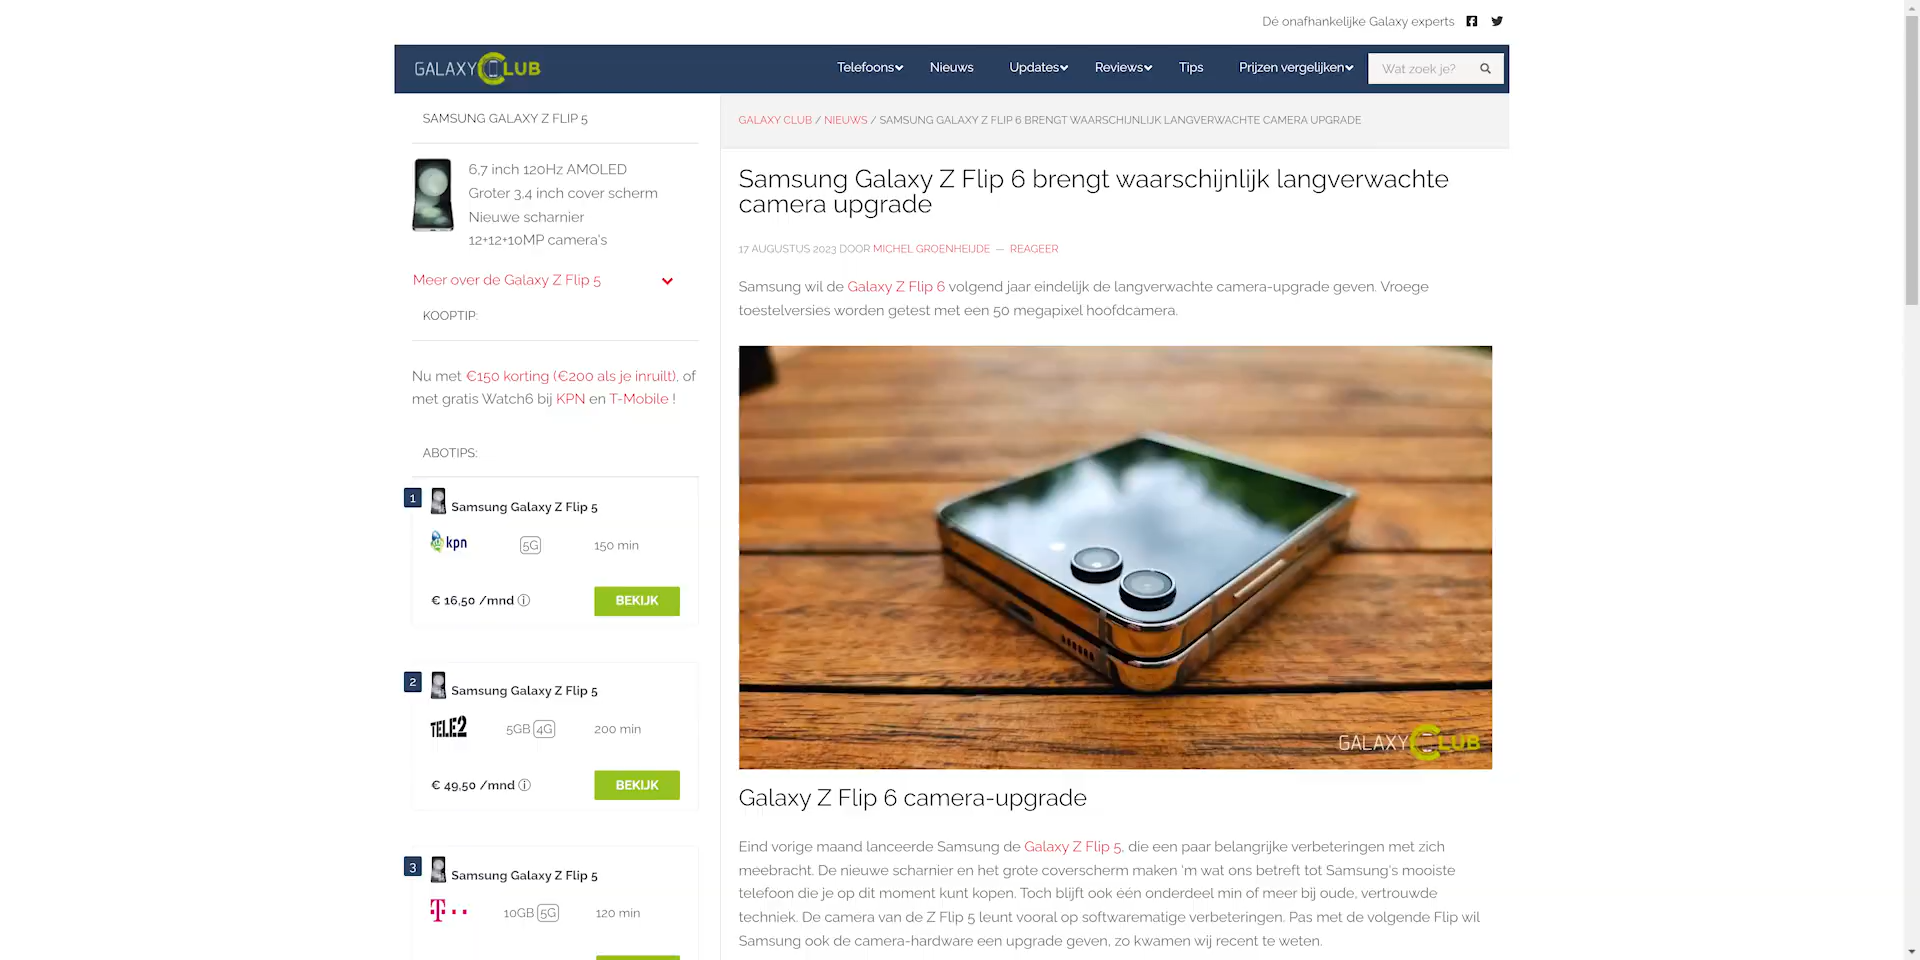 Dé onafhankelijke Galaxy experts
GALAXY CLUB
Telefoons Nieuws Updates Reviews Tips Prijzen vergelijken Wat zoek je?
SAMSUNG GALAXY Z FLIP 5
6,7 inch 120Hz AMOLED
Groter 3,4 inch cover scherm
Nieuwe scharnier
12+12+10MP camera's
Meer over de Galaxy Z Flip 5
KOOPTIP:
Nu met €150 korting (€200 als je inruilt), of
met gratis Watch6 bij KPN en T-Mobile !
ABOTIPS:
1
Samsung Galaxy Z Flip 5
kpn 5G 150 min
€ 16,50 /mnd BEKIJK
2
Samsung Galaxy Z Flip 5
TELE2 5GB 4G 200 min
€ 49,50 /mnd BEKIJK
3
Samsung Galaxy Z Flip 5
T 10GB 5G 120 min
GALAXY CLUB / NIEUWS / SAMSUNG GALAXY Z FLIP 6 BRENGT WAARSCHIJNLIJK LANGVERWACHTE CAMERA UPGRADE
Samsung Galaxy Z Flip 6 brengt waarschijnlijk langverwachte
camera upgrade
17 AUGUSTUS 2023 DOOR MICHEL GROENHEIJDE — REAGEER
Samsung wil de Galaxy Z Flip 6 volgend jaar eindelijk de langverwachte camera-upgrade geven. Vroege
toestelversies worden getest met een 50 megapixel hoofdcamera.
GALAXY CLUB
Galaxy Z Flip 6 camera-upgrade
Eind vorige maand lanceerde Samsung de Galaxy Z Flip 5, die een paar belangrijke verbeteringen met zich
meebracht. De nieuwe scharnier en het grote coverscherm maken 'm wat ons betreft tot Samsung's mooiste
telefoon die je op dit moment kunt kopen. Toch blijft ook één onderdeel min of meer bij oude, vertrouwde
techniek. De camera van de Z Flip 5 leunt vooral op softwarematige verbeteringen. Pas met de volgende Flip wil
Samsung ook de camera-hardware een upgrade geven, zo kwamen wij recent te weten.